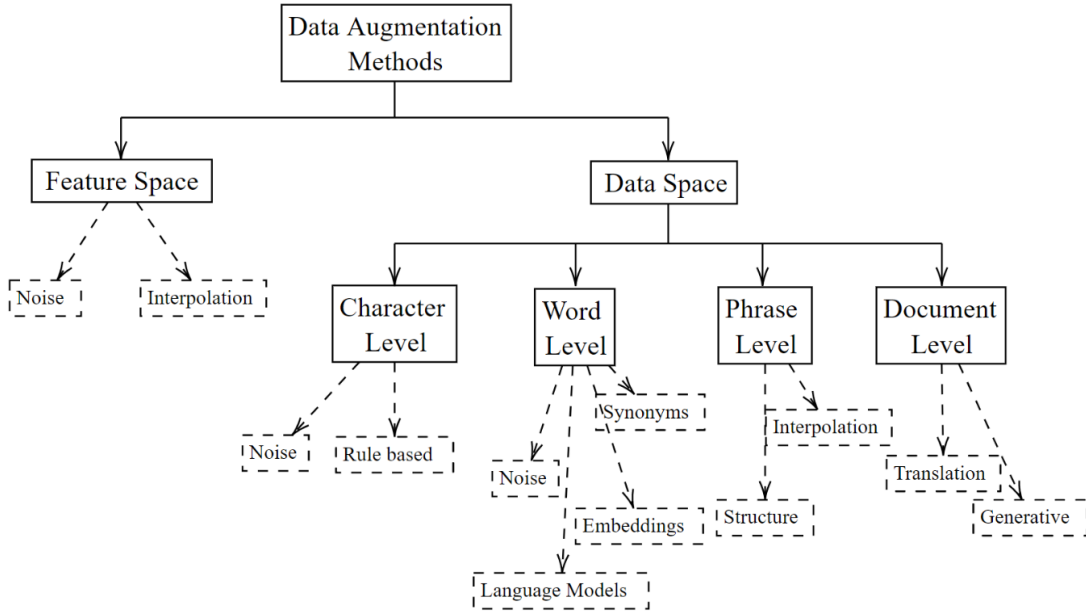 Data Augmentation
Methods
Feature Space
Data Space
Noise
Interpolation
Character
Level
Word
Level
Phrase
Level
Document
Level
Synonyms
Interpolation
Noise
Rule based
Noise
Translation
Embeddings
Structure
Generative
Language Models